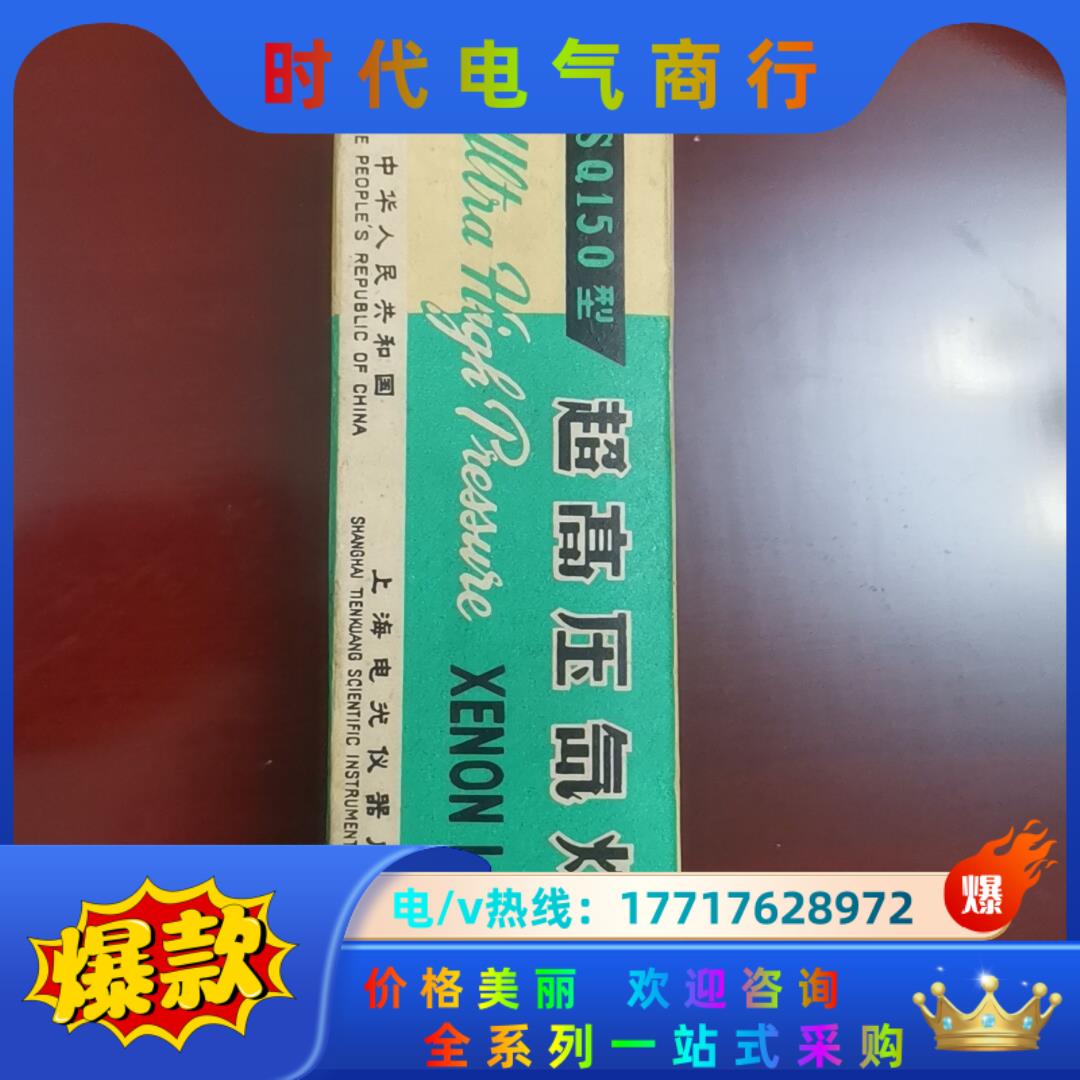 时代电气商行
SQ150型
超高压氙灯
Ultra High Pressure
XENON
中华人民共和国
PEOPLE'S REPUBLIC OF CHINA
上海电光仪器
SHANGHAI TIENKUANG SCIENTIFIC INSTRUMENT
爆
电/v热线：17717628972
爆款
价格美丽 欢迎咨询
全系列一站式采购